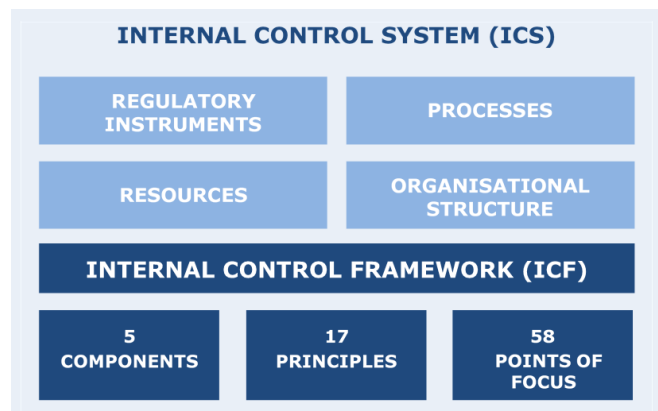 INTERNAL CONTROL SYSTEM (ICS)
REGULATORY
INSTRUMENTS
PROCESSES
RESOURCES
ORGANISATIONAL
STRUCTURE
INTERNAL CONTROL FRAMEWORK (ICF)
5
COMPONENTS
17
PRINCIPLES
58
POINTS OF
FOCUS